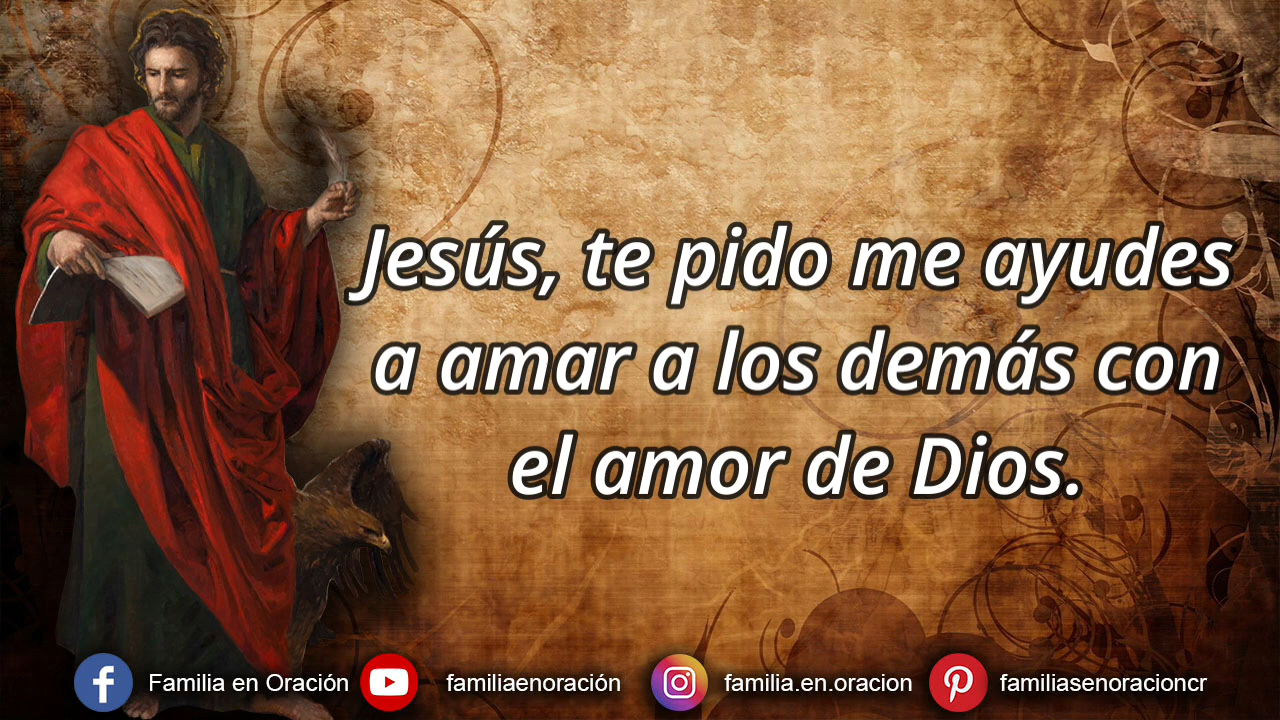 Jesús, te pido me ayudes
a amar a los demás con
el amor de Dios.
Familia en Oración
familiaenoración
familia.en.oracion
familiasenoracioncr